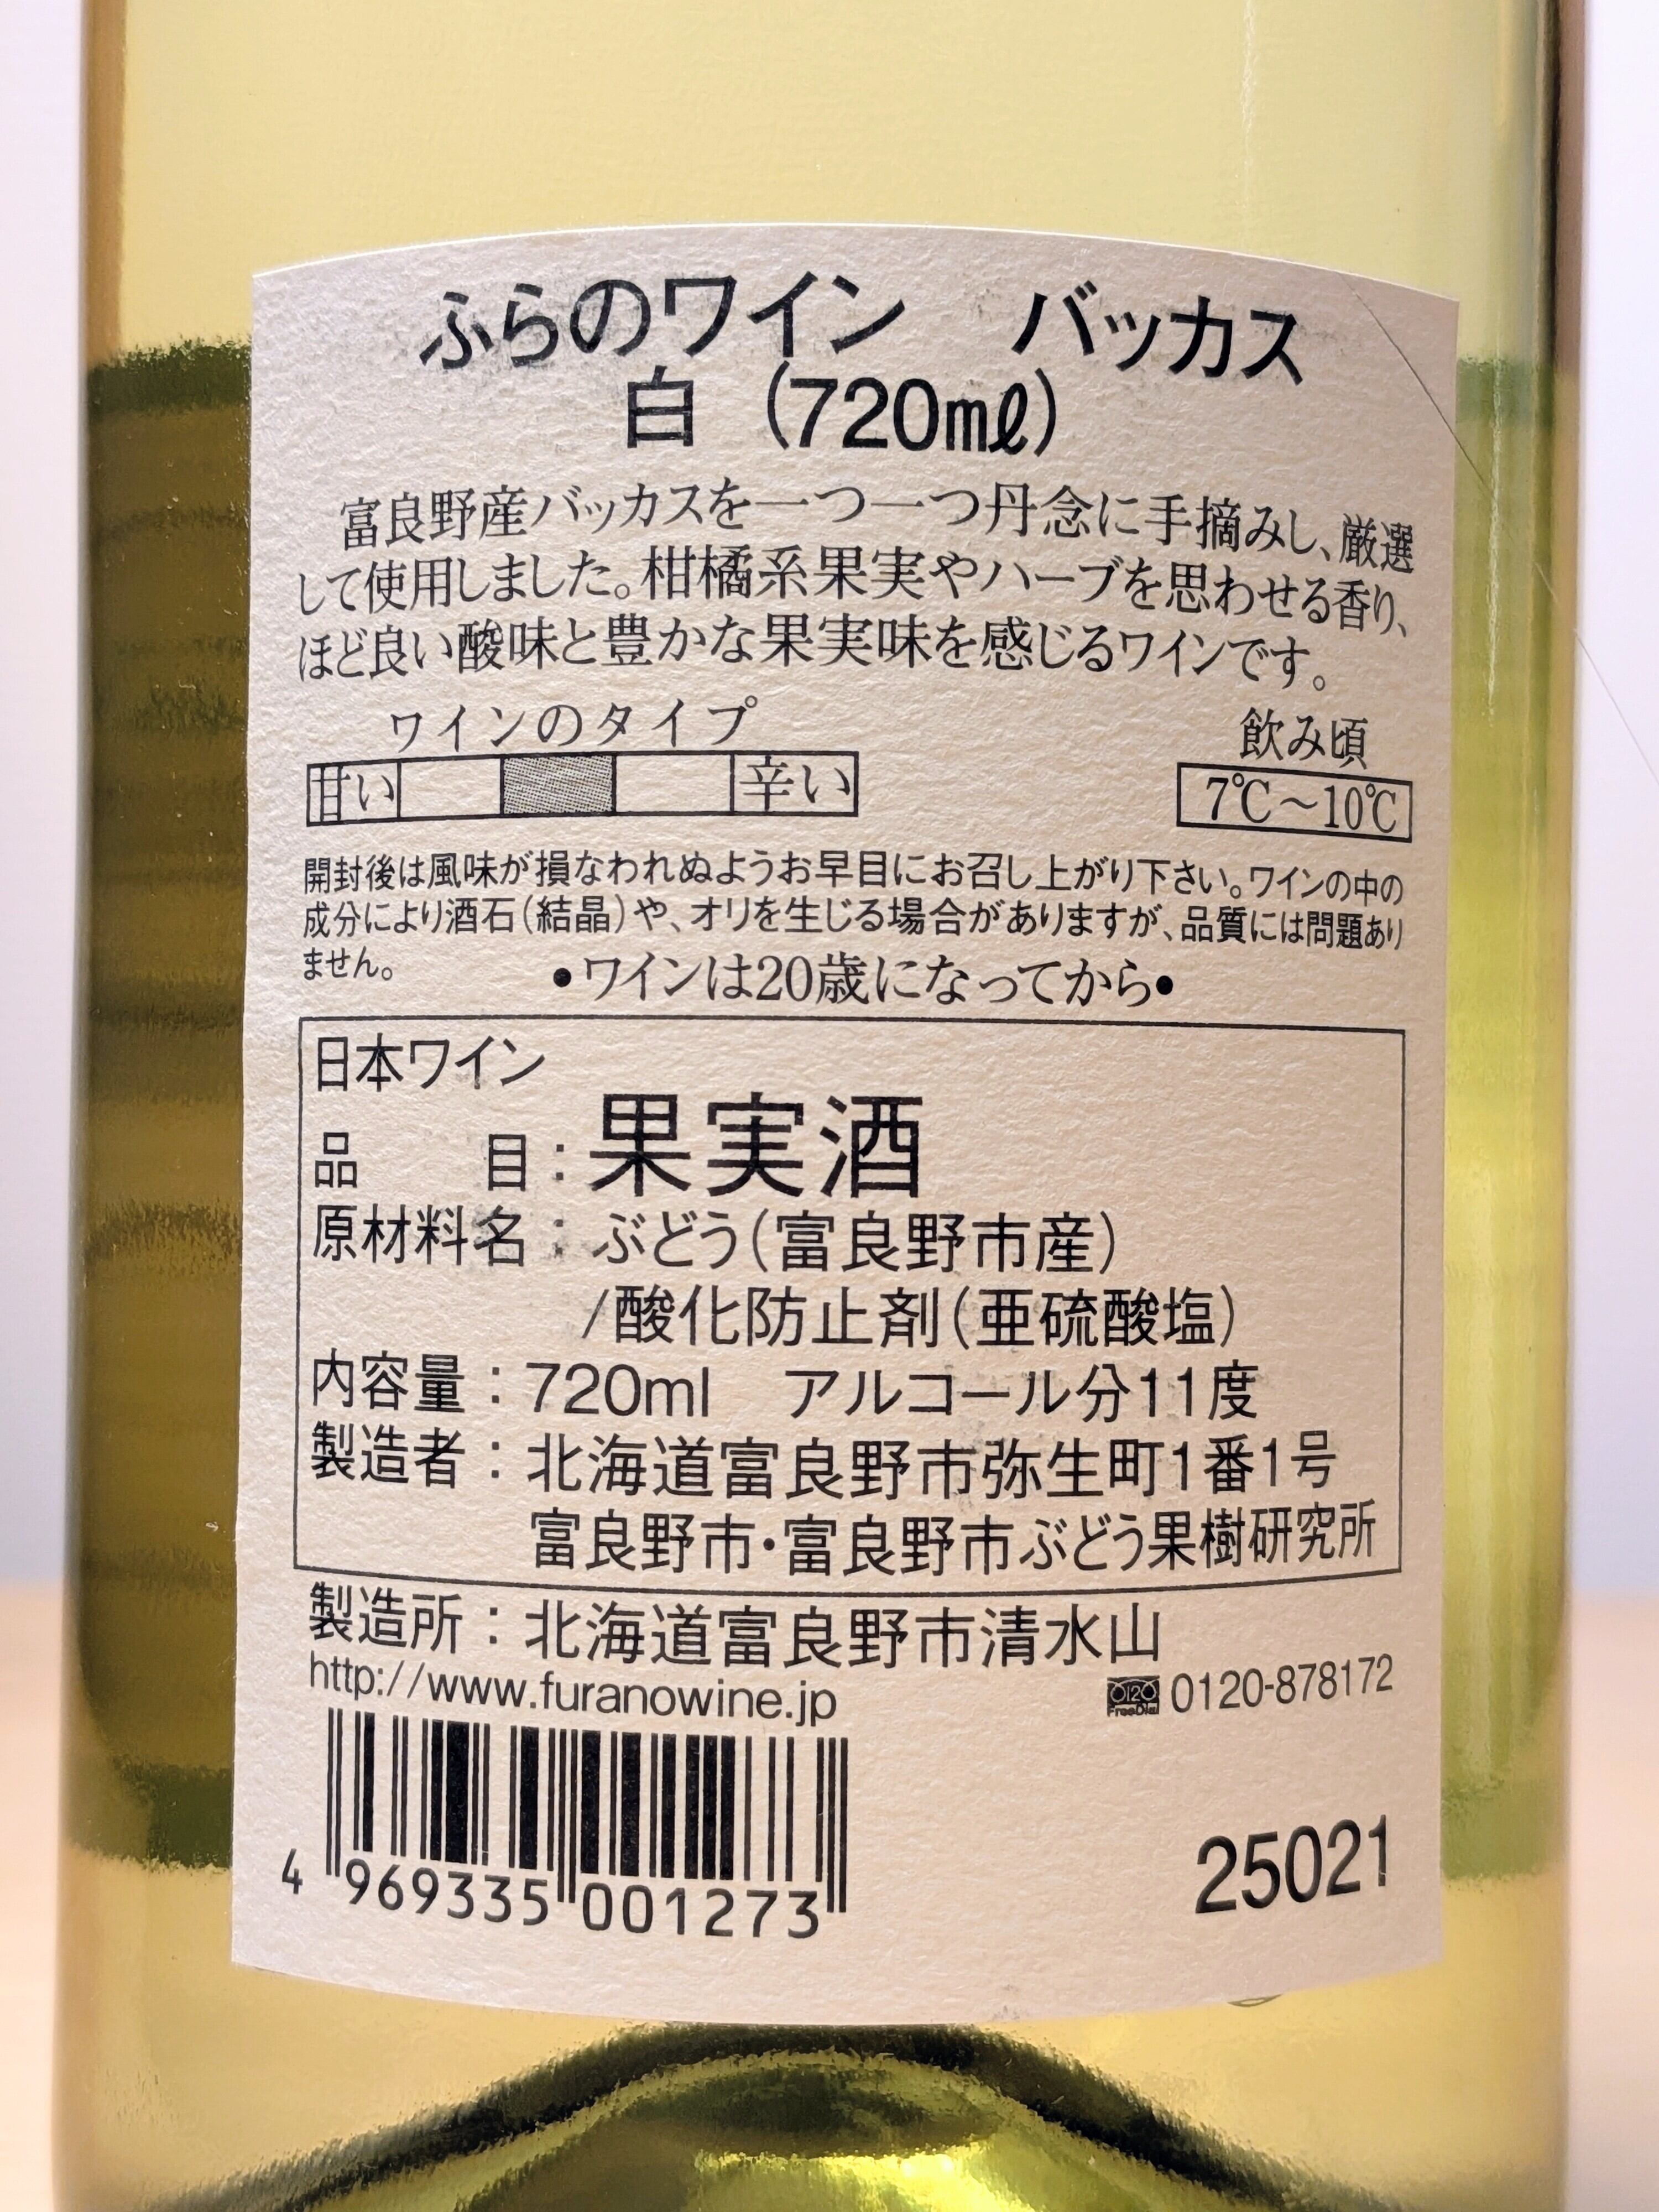 ふらのワイン　バッカス
白（720mℓ）
富良野産バッカスを一つ一つ丹念に手摘みし、厳選
して使用しました。柑橘系果実やハーブを思わせる香り、
ほど良い酸味と豊かな果実味を感じるワインです。
ワインのタイプ
甘い 辛い
飲み頃
7℃～10℃
開封後は風味が損なわれぬようお早目にお召し上がり下さい。ワインの中の
成分により酒石（結晶）や、オリを生じる場合がありますが、品質には問題あり
ません。
•ワインは20歳になってから•
日本ワイン
品　　目：果実酒
原材料名：ぶどう（富良野市産）
/酸化防止剤（亜硫酸塩）
内容量：720ml　アルコール分11度
製造者：北海道富良野市弥生町1番1号
富良野市・富良野市ぶどう果樹研究所
製造所：北海道富良野市清水山
http://www.furanowine.jp
0120 FreeDial 0120-878172
4 969335 001273
25021